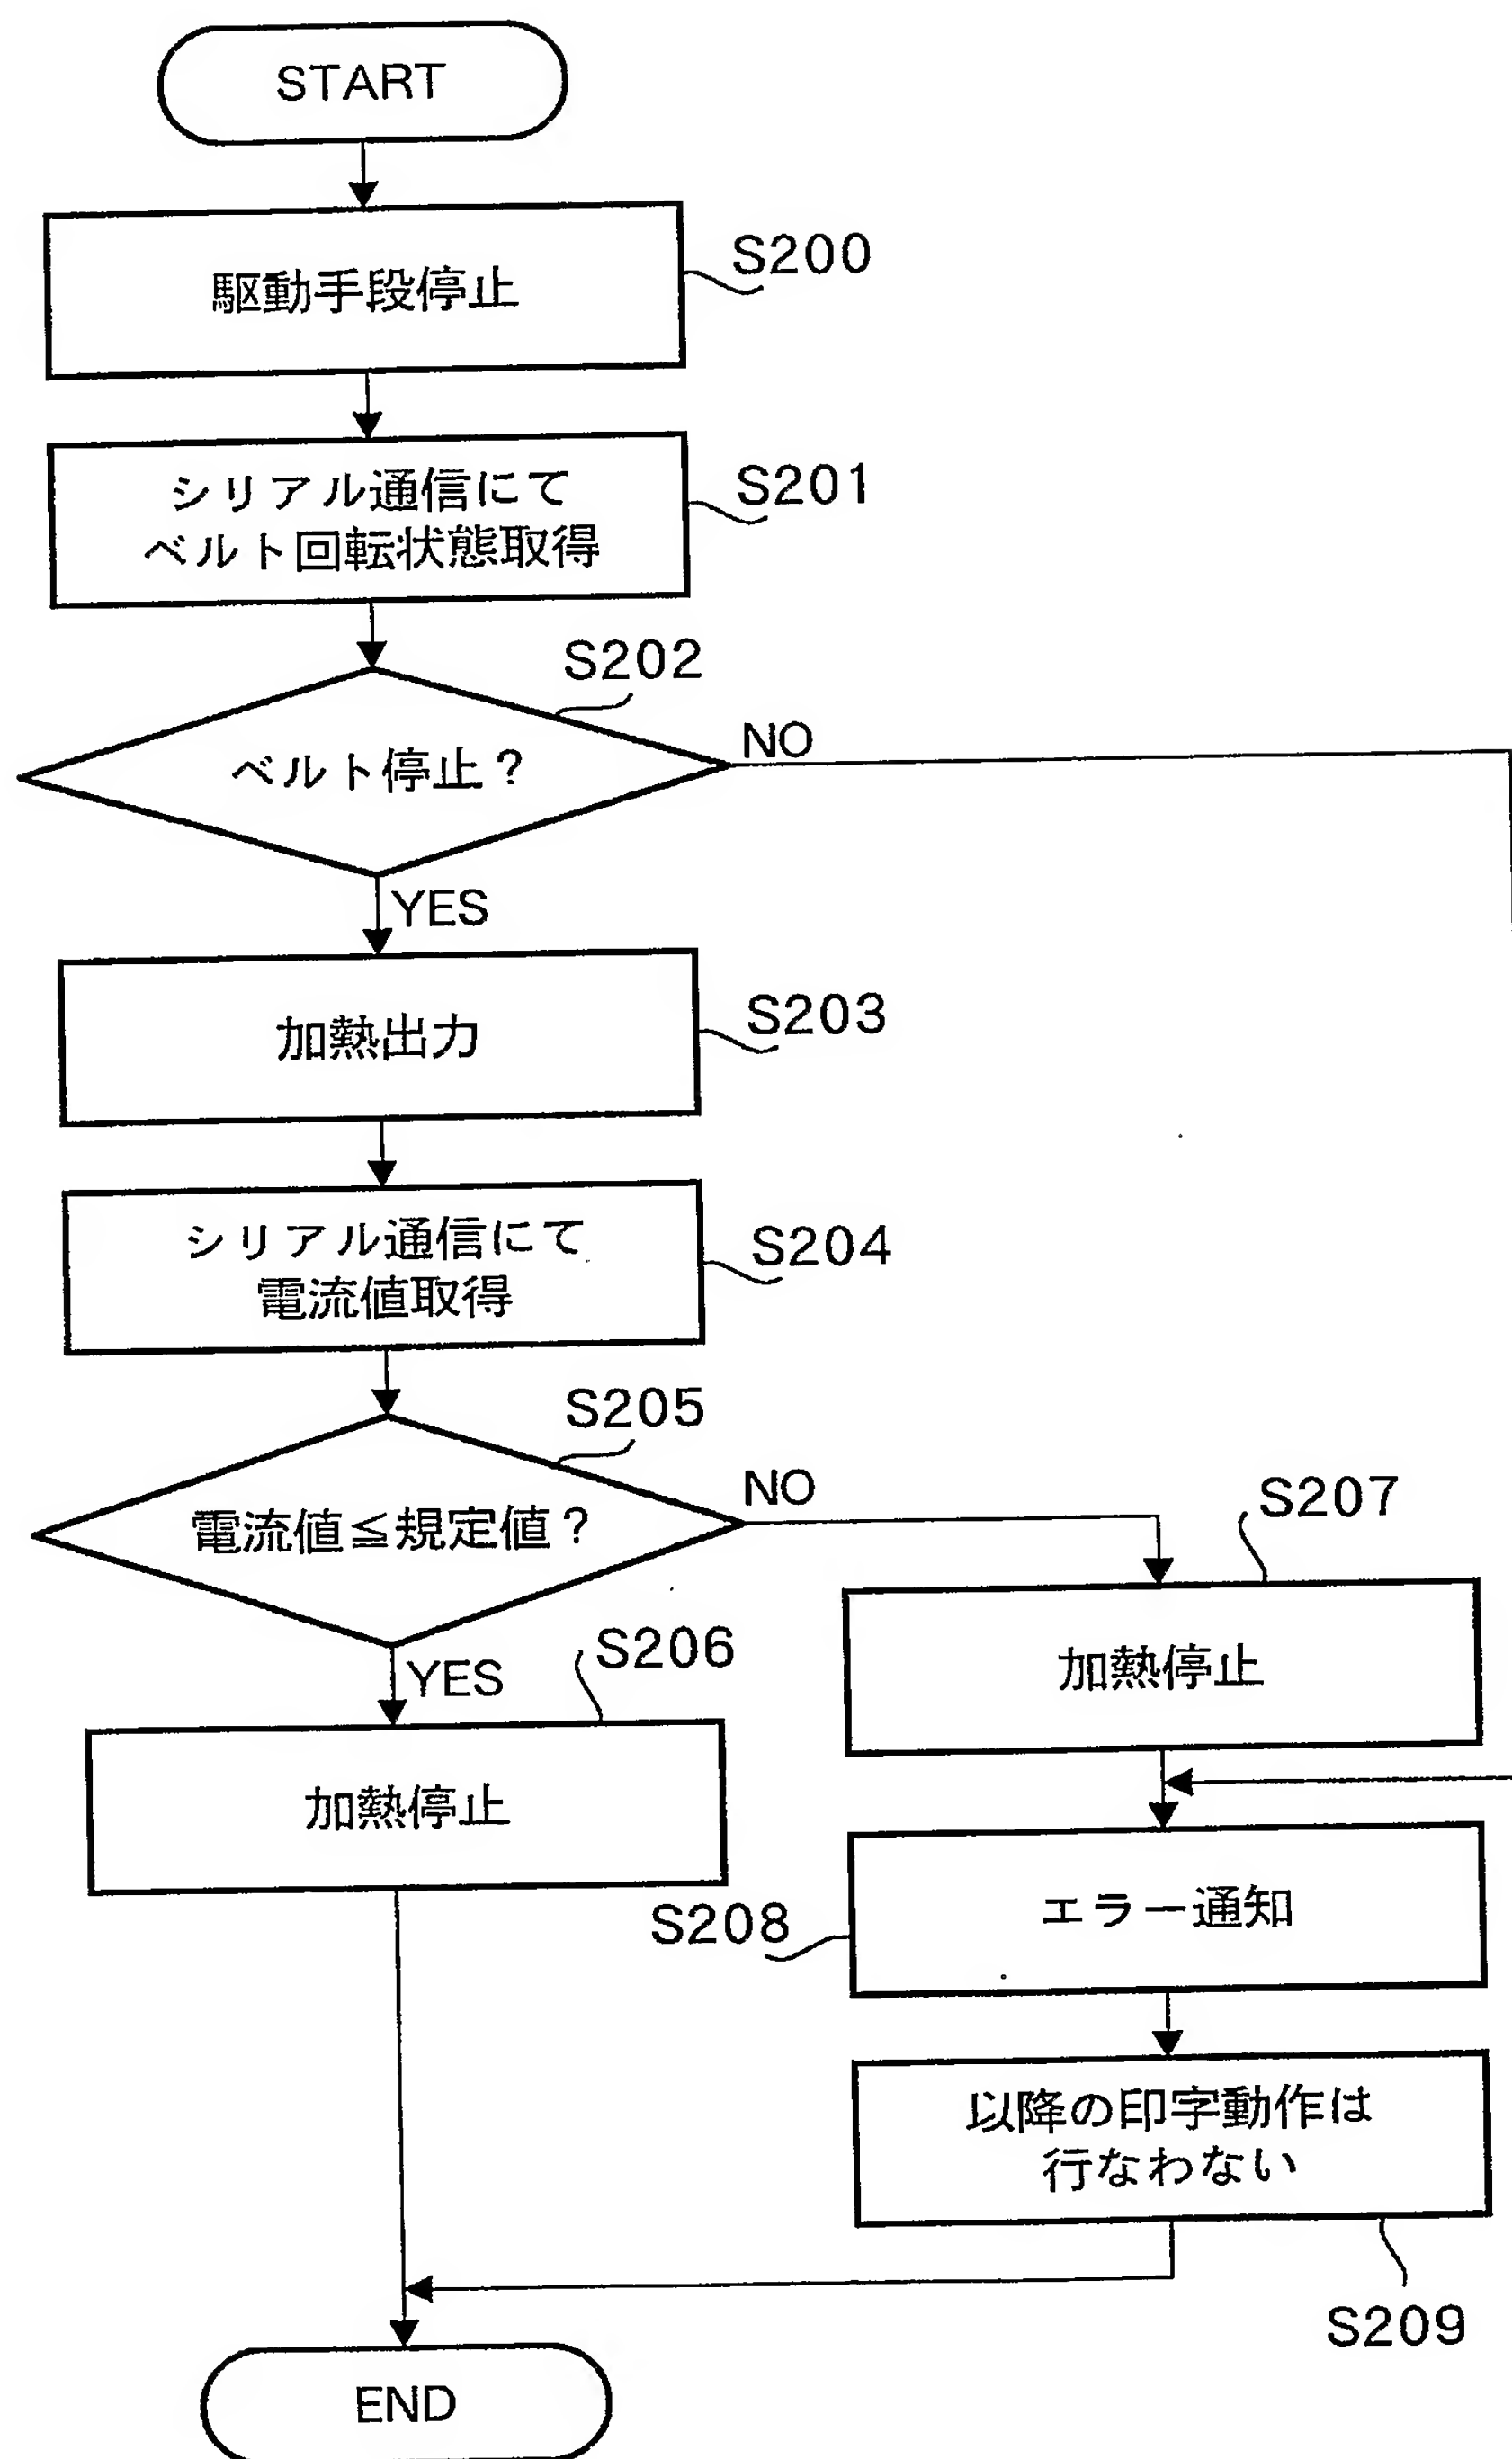 START
駆動手段停止
S200
シリアル通信にて
ベルト回転状態取得
S201
S202
ベルト停止？
NO
YES
加熱出力
S203
シリアル通信にて
電流値取得
S204
S205
電流値≦規定値？
NO
YES
S206
加熱停止
S207
加熱停止
エラー通知
S208
以降の印字動作は
行なわない
S209
END